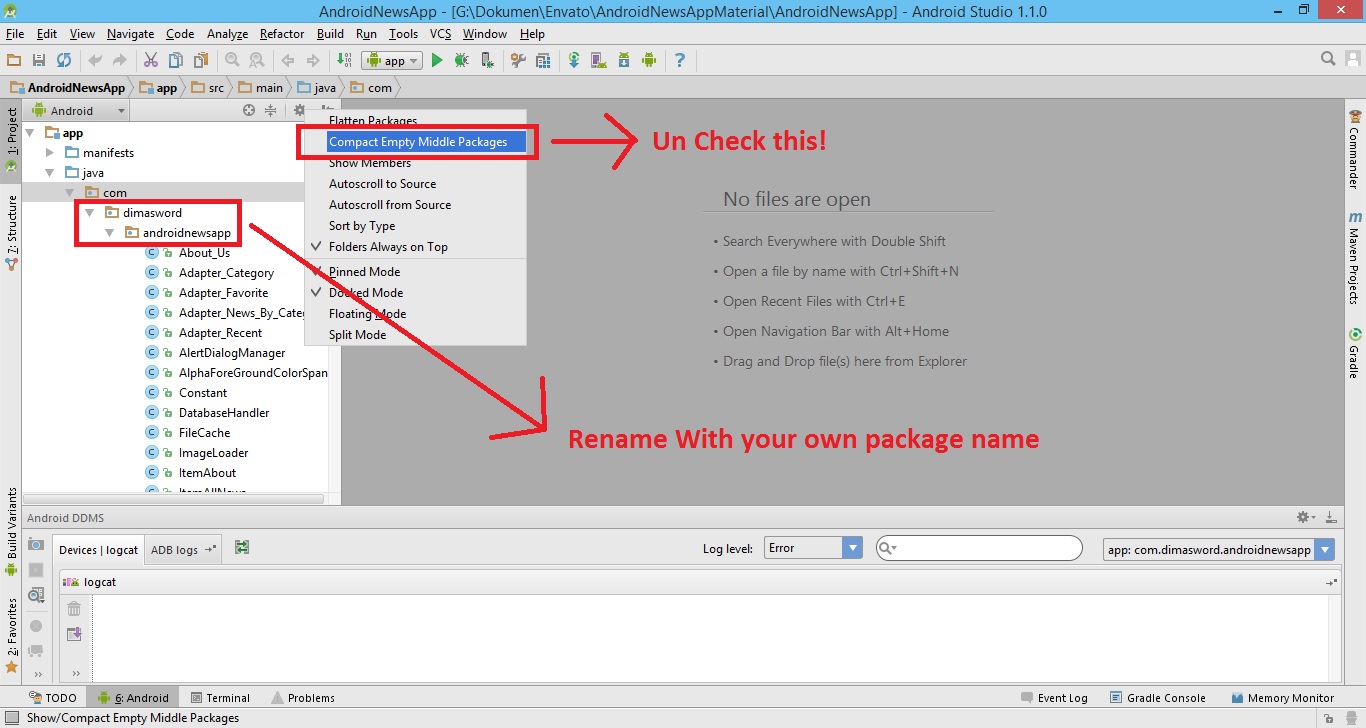 AndroidNewsApp - [G:\Dokumen\Envato\AndroidNewsAppMaterial\AndroidNewsApp] - Android Studio 1.1.0
File Edit View Navigate Code Analyze Refactor Build Run Tools VCS Window Help
app
AndroidNewsApp app src main java com
1: Project
7: Structure
Build Variants
2: Favorites
Android
app
manifests
java
com
dimasword
androidnewsapp
About_Us
Adapter_Category
Adapter_Favorite
Adapter_News_By_Categ
Adapter_Recent
AlertDialogManager
AlphaForeGroundColorSpan
Constant
DatabaseHandler
FileCache
ImageLoader
ItemAbout
ItemAllNews
Flatten Packages
Compact Empty Middle Packages
Show Members
Autoscroll to Source
Autoscroll from Source
Sort by Type
Folders Always on Top
Pinned Mode
Docked Mode
Floating Mode
Split Mode
Un Check this!
No files are open
• Search Everywhere with Double Shift
• Open a file by name with Ctrl+Shift+N
• Open Recent Files with Ctrl+E
• Open Navigation Bar with Alt+Home
• Drag and Drop file(s) here from Explorer
Rename With your own package name
Commander
m Maven Projects
Gradle
Android DDMS
Devices | logcat ADB logs
Log level: Error
app: com.dimasword.androidnewsapp
logcat
TODO 6: Android Terminal Problems
Event Log Gradle Console Memory Monitor
Show/Compact Empty Middle Packages